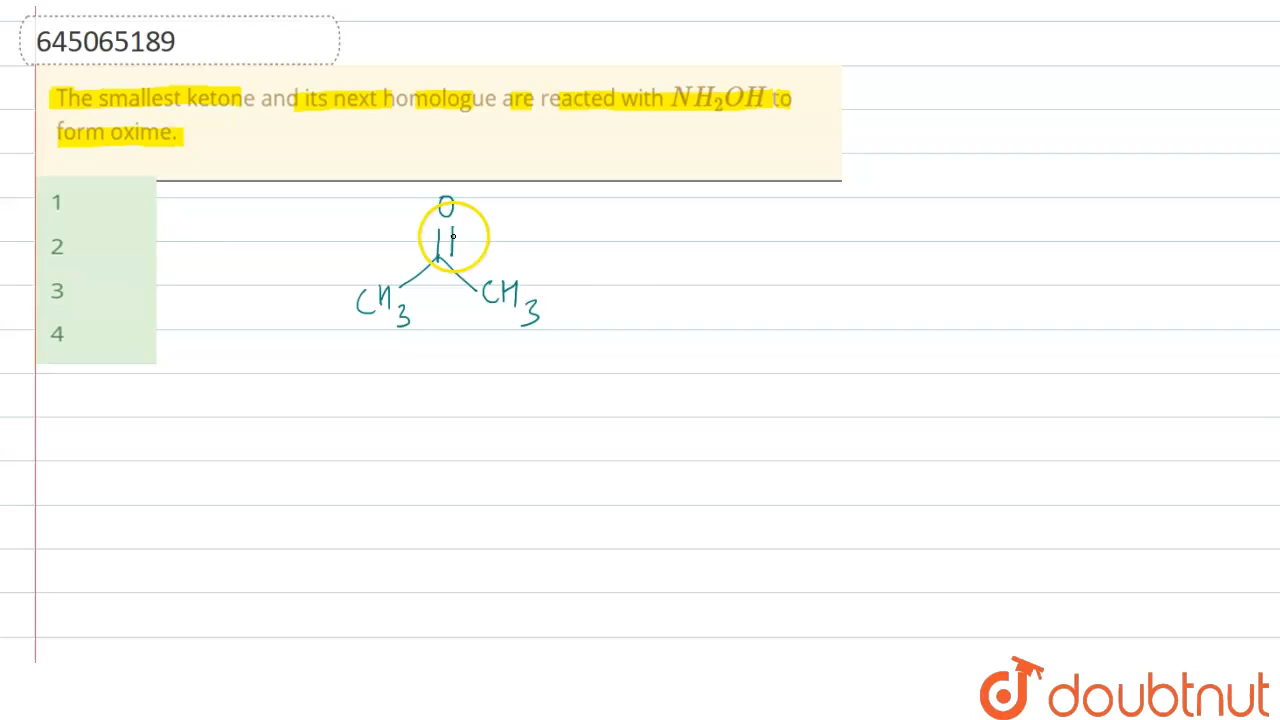 645065189
The smallest ketone and its next homologue are reacted with NH₂OH to
form oxime.
1
2
3
4
O
CH₃ CH₃
doubtnut